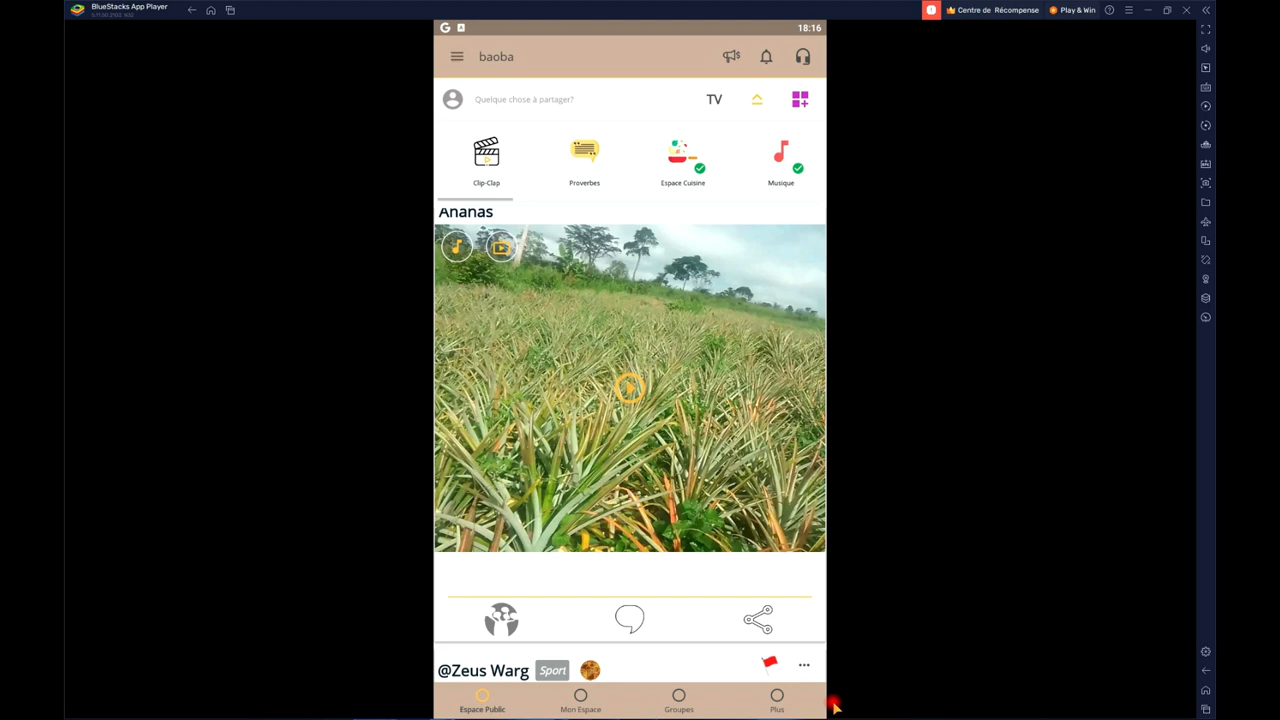 BlueStacks App Player
Centre de Récompense
Play & Win
18:16
baoba
Quelque chose à partager?
TV
Clip-Clap
Proverbes
Espace Cuisine
Musique
Ananas
@Zeus Warg
Sport
Espace Public
Mon Espace
Groupes
Plus